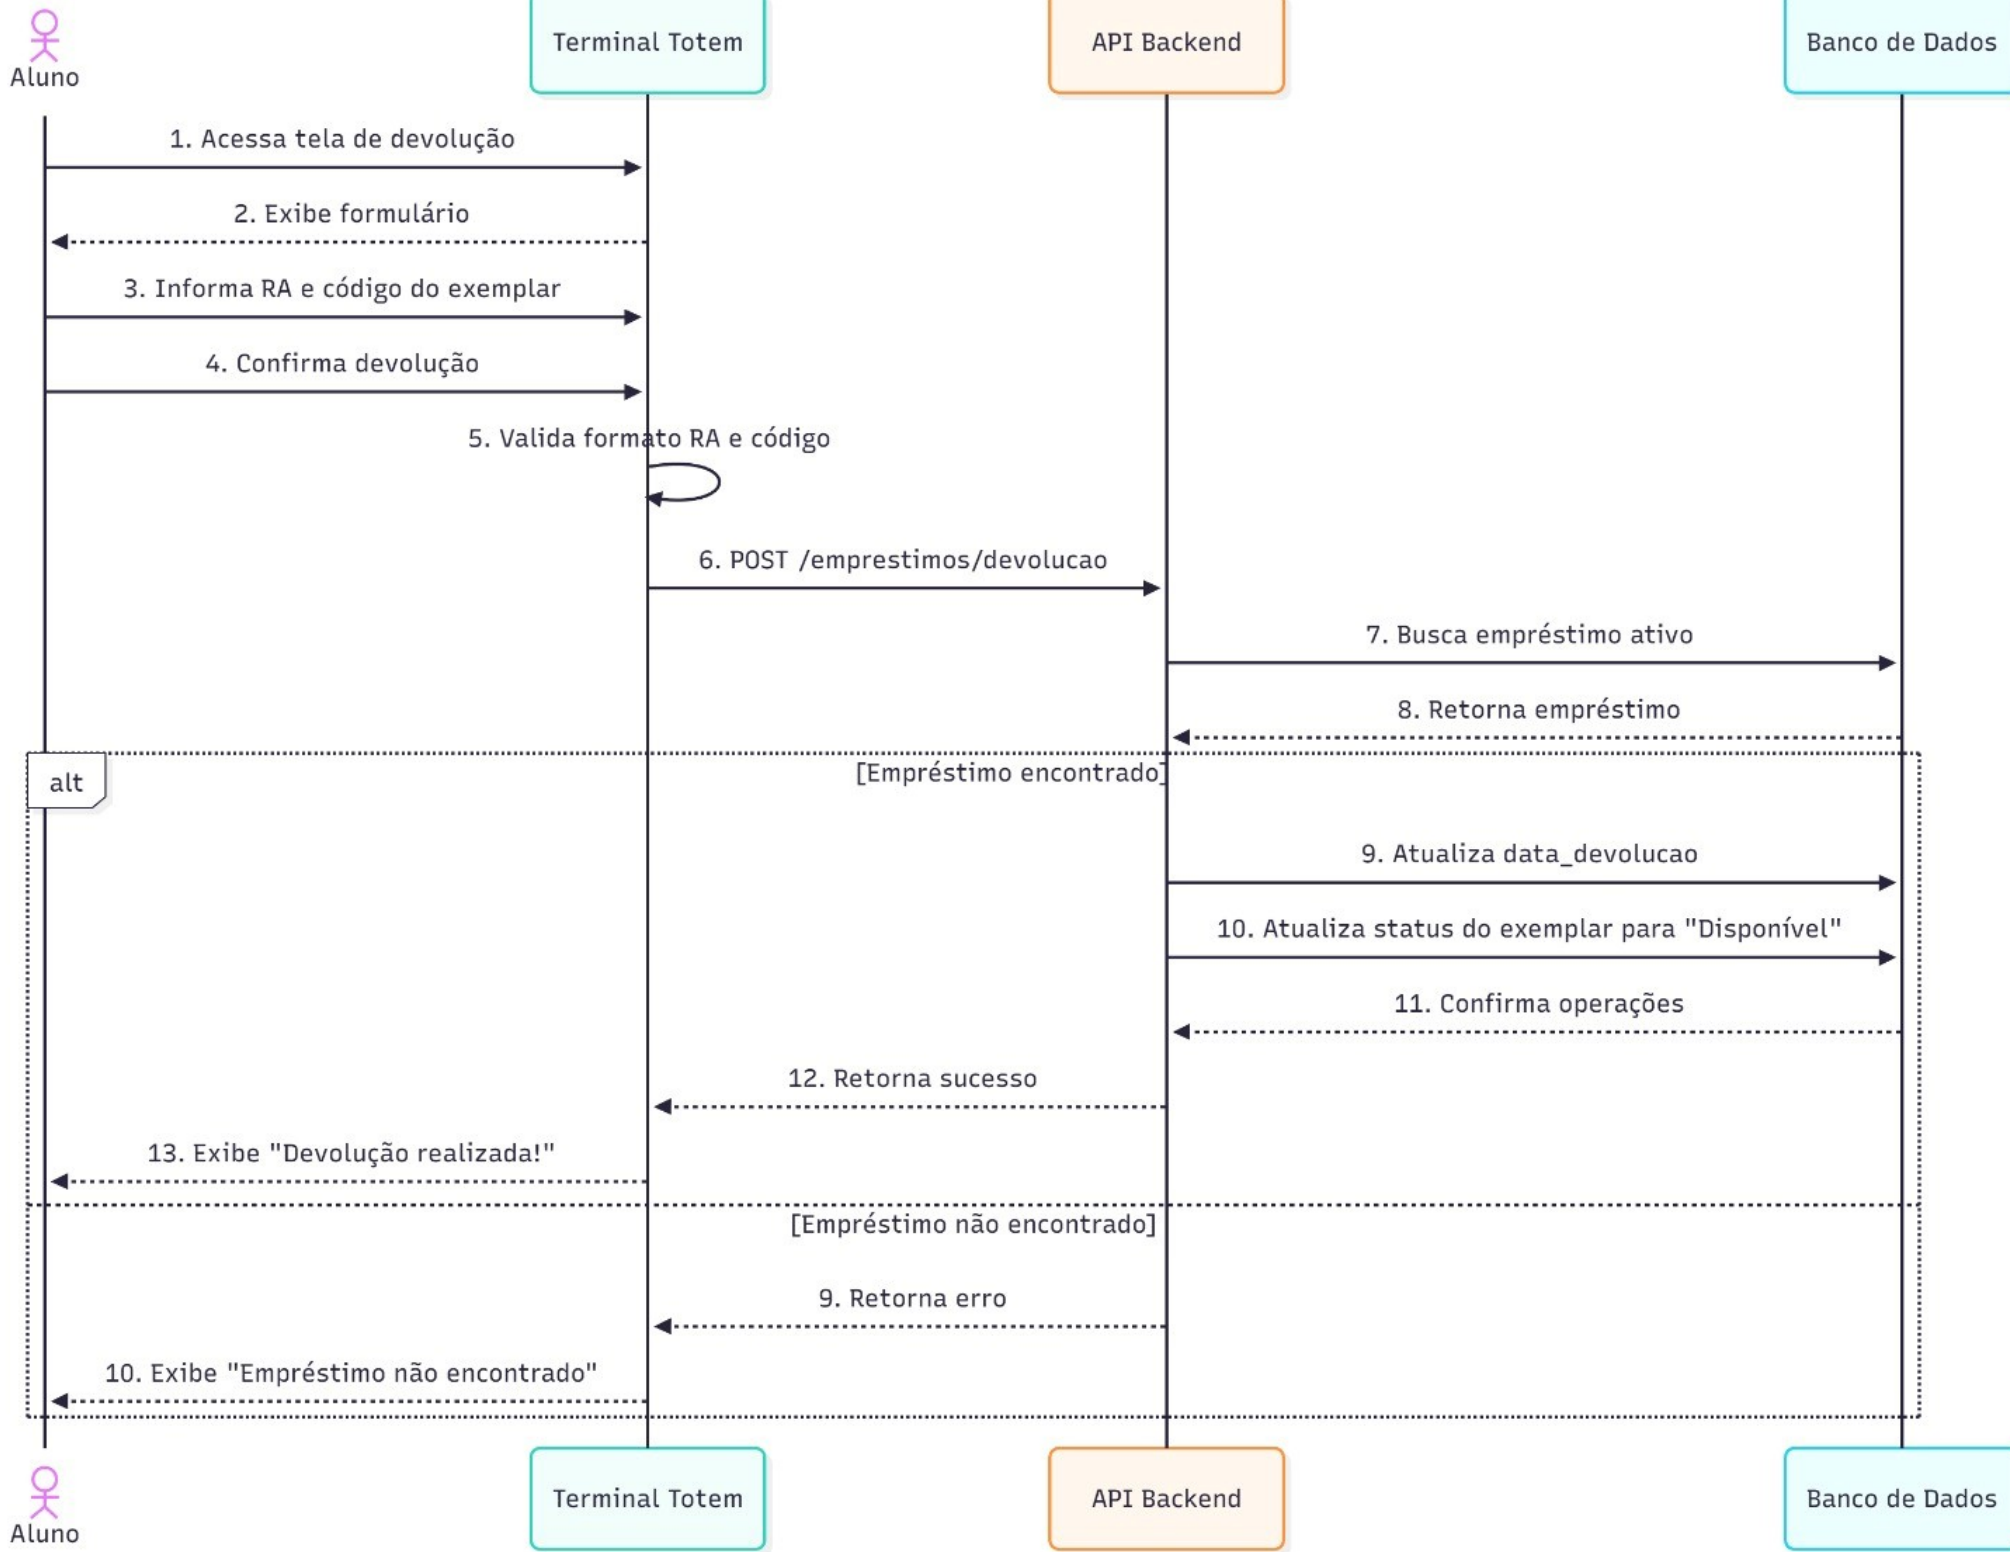 Aluno
Terminal Totem
API Backend
Banco de Dados
1. Acessa tela de devolução
2. Exibe formulário
3. Informa RA e código do exemplar
4. Confirma devolução
5. Valida formato RA e código
6. POST /emprestimos/devolucao
7. Busca empréstimo ativo
8. Retorna empréstimo
alt
[Empréstimo encontrado]
9. Atualiza data_devolucao
10. Atualiza status do exemplar para "Disponível"
11. Confirma operações
12. Retorna sucesso
13. Exibe "Devolução realizada!"
[Empréstimo não encontrado]
9. Retorna erro
10. Exibe "Empréstimo não encontrado"
Aluno
Terminal Totem
API Backend
Banco de Dados